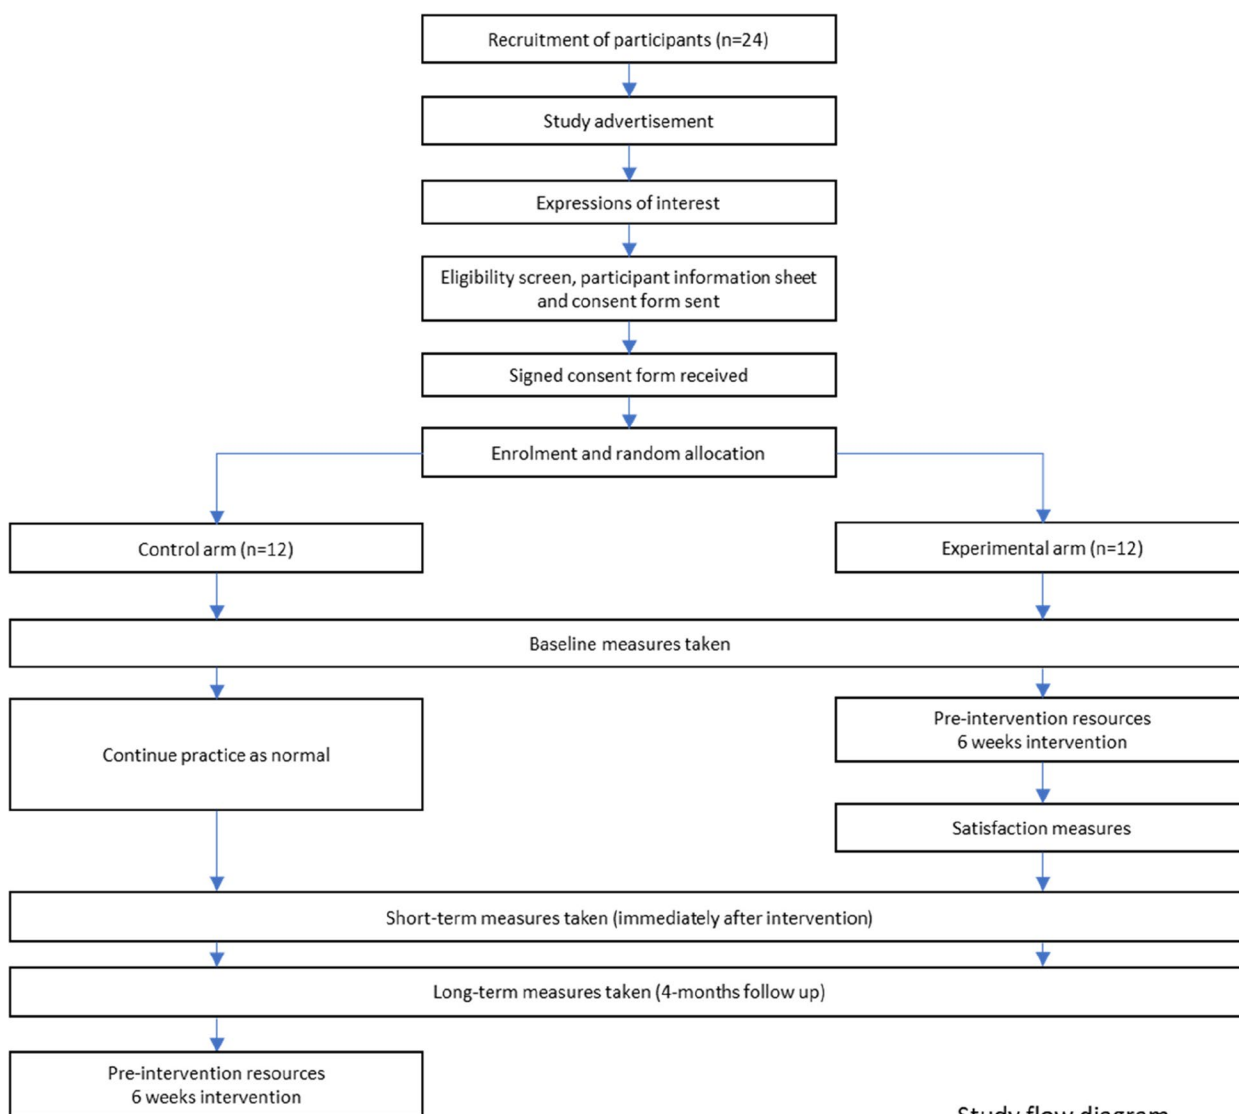 Recruitment of participants (n=24)
Study advertisement
Expressions of interest
Eligibility screen, participant information sheet
and consent form sent
Signed consent form received
Enrolment and random allocation
Control arm (n=12)
Experimental arm (n=12)
Baseline measures taken
Continue practice as normal
Pre-intervention resources
6 weeks intervention
Satisfaction measures
Short-term measures taken (immediately after intervention)
Long-term measures taken (4-months follow up)
Pre-intervention resources
6 weeks intervention
Study flow diagram